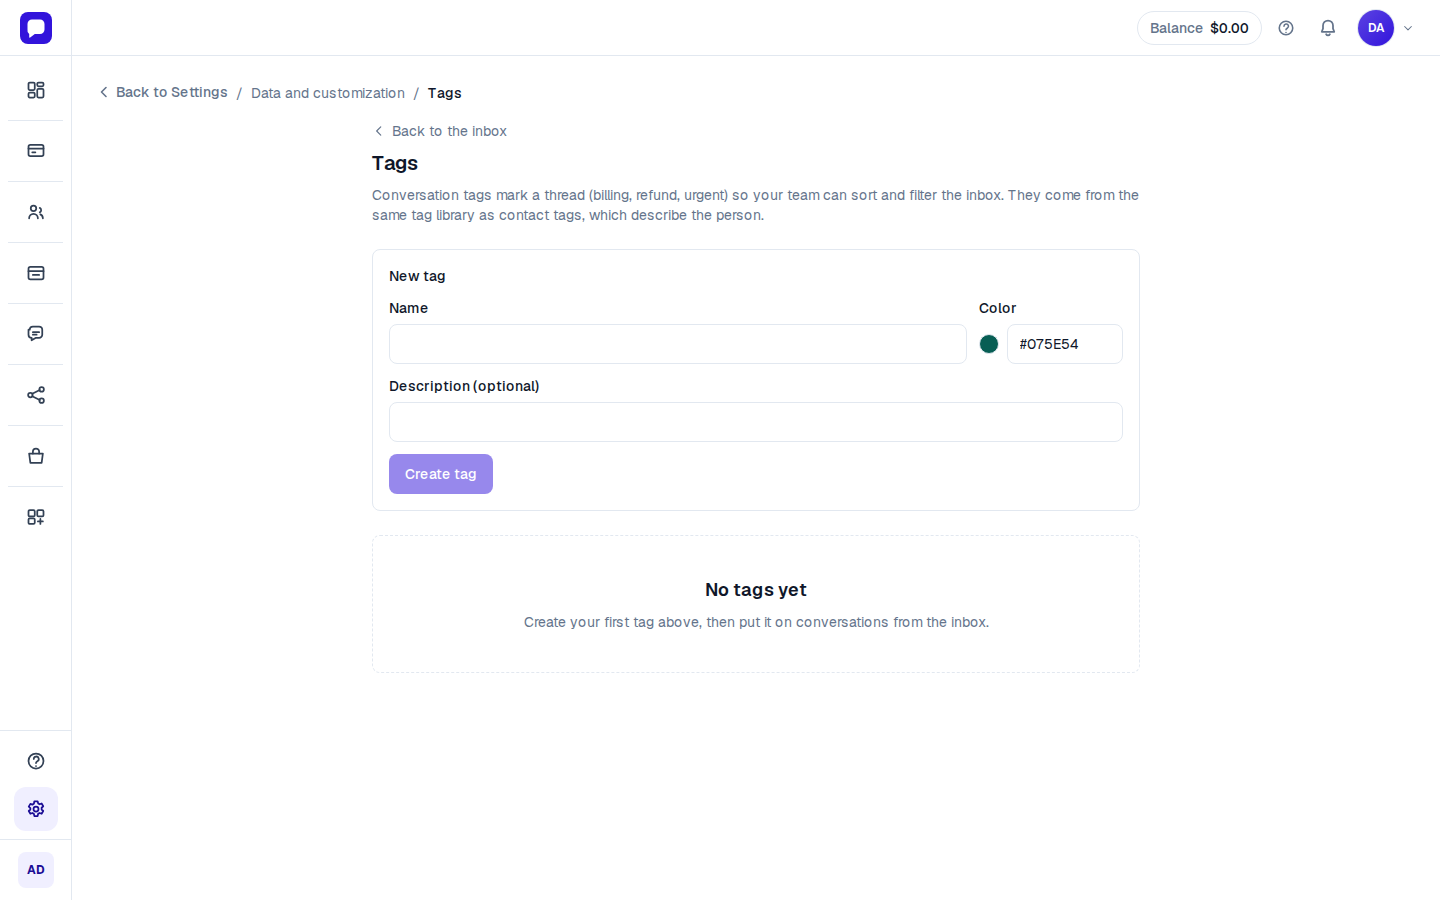 Balance $0.00
DA
Back to Settings / Data and customization / Tags
Back to the inbox
Tags
Conversation tags mark a thread (billing, refund, urgent) so your team can sort and filter the inbox. They come from the
same tag library as contact tags, which describe the person.
New tag
Name
Color
#075E54
Description (optional)
Create tag
No tags yet
Create your first tag above, then put it on conversations from the inbox.
AD